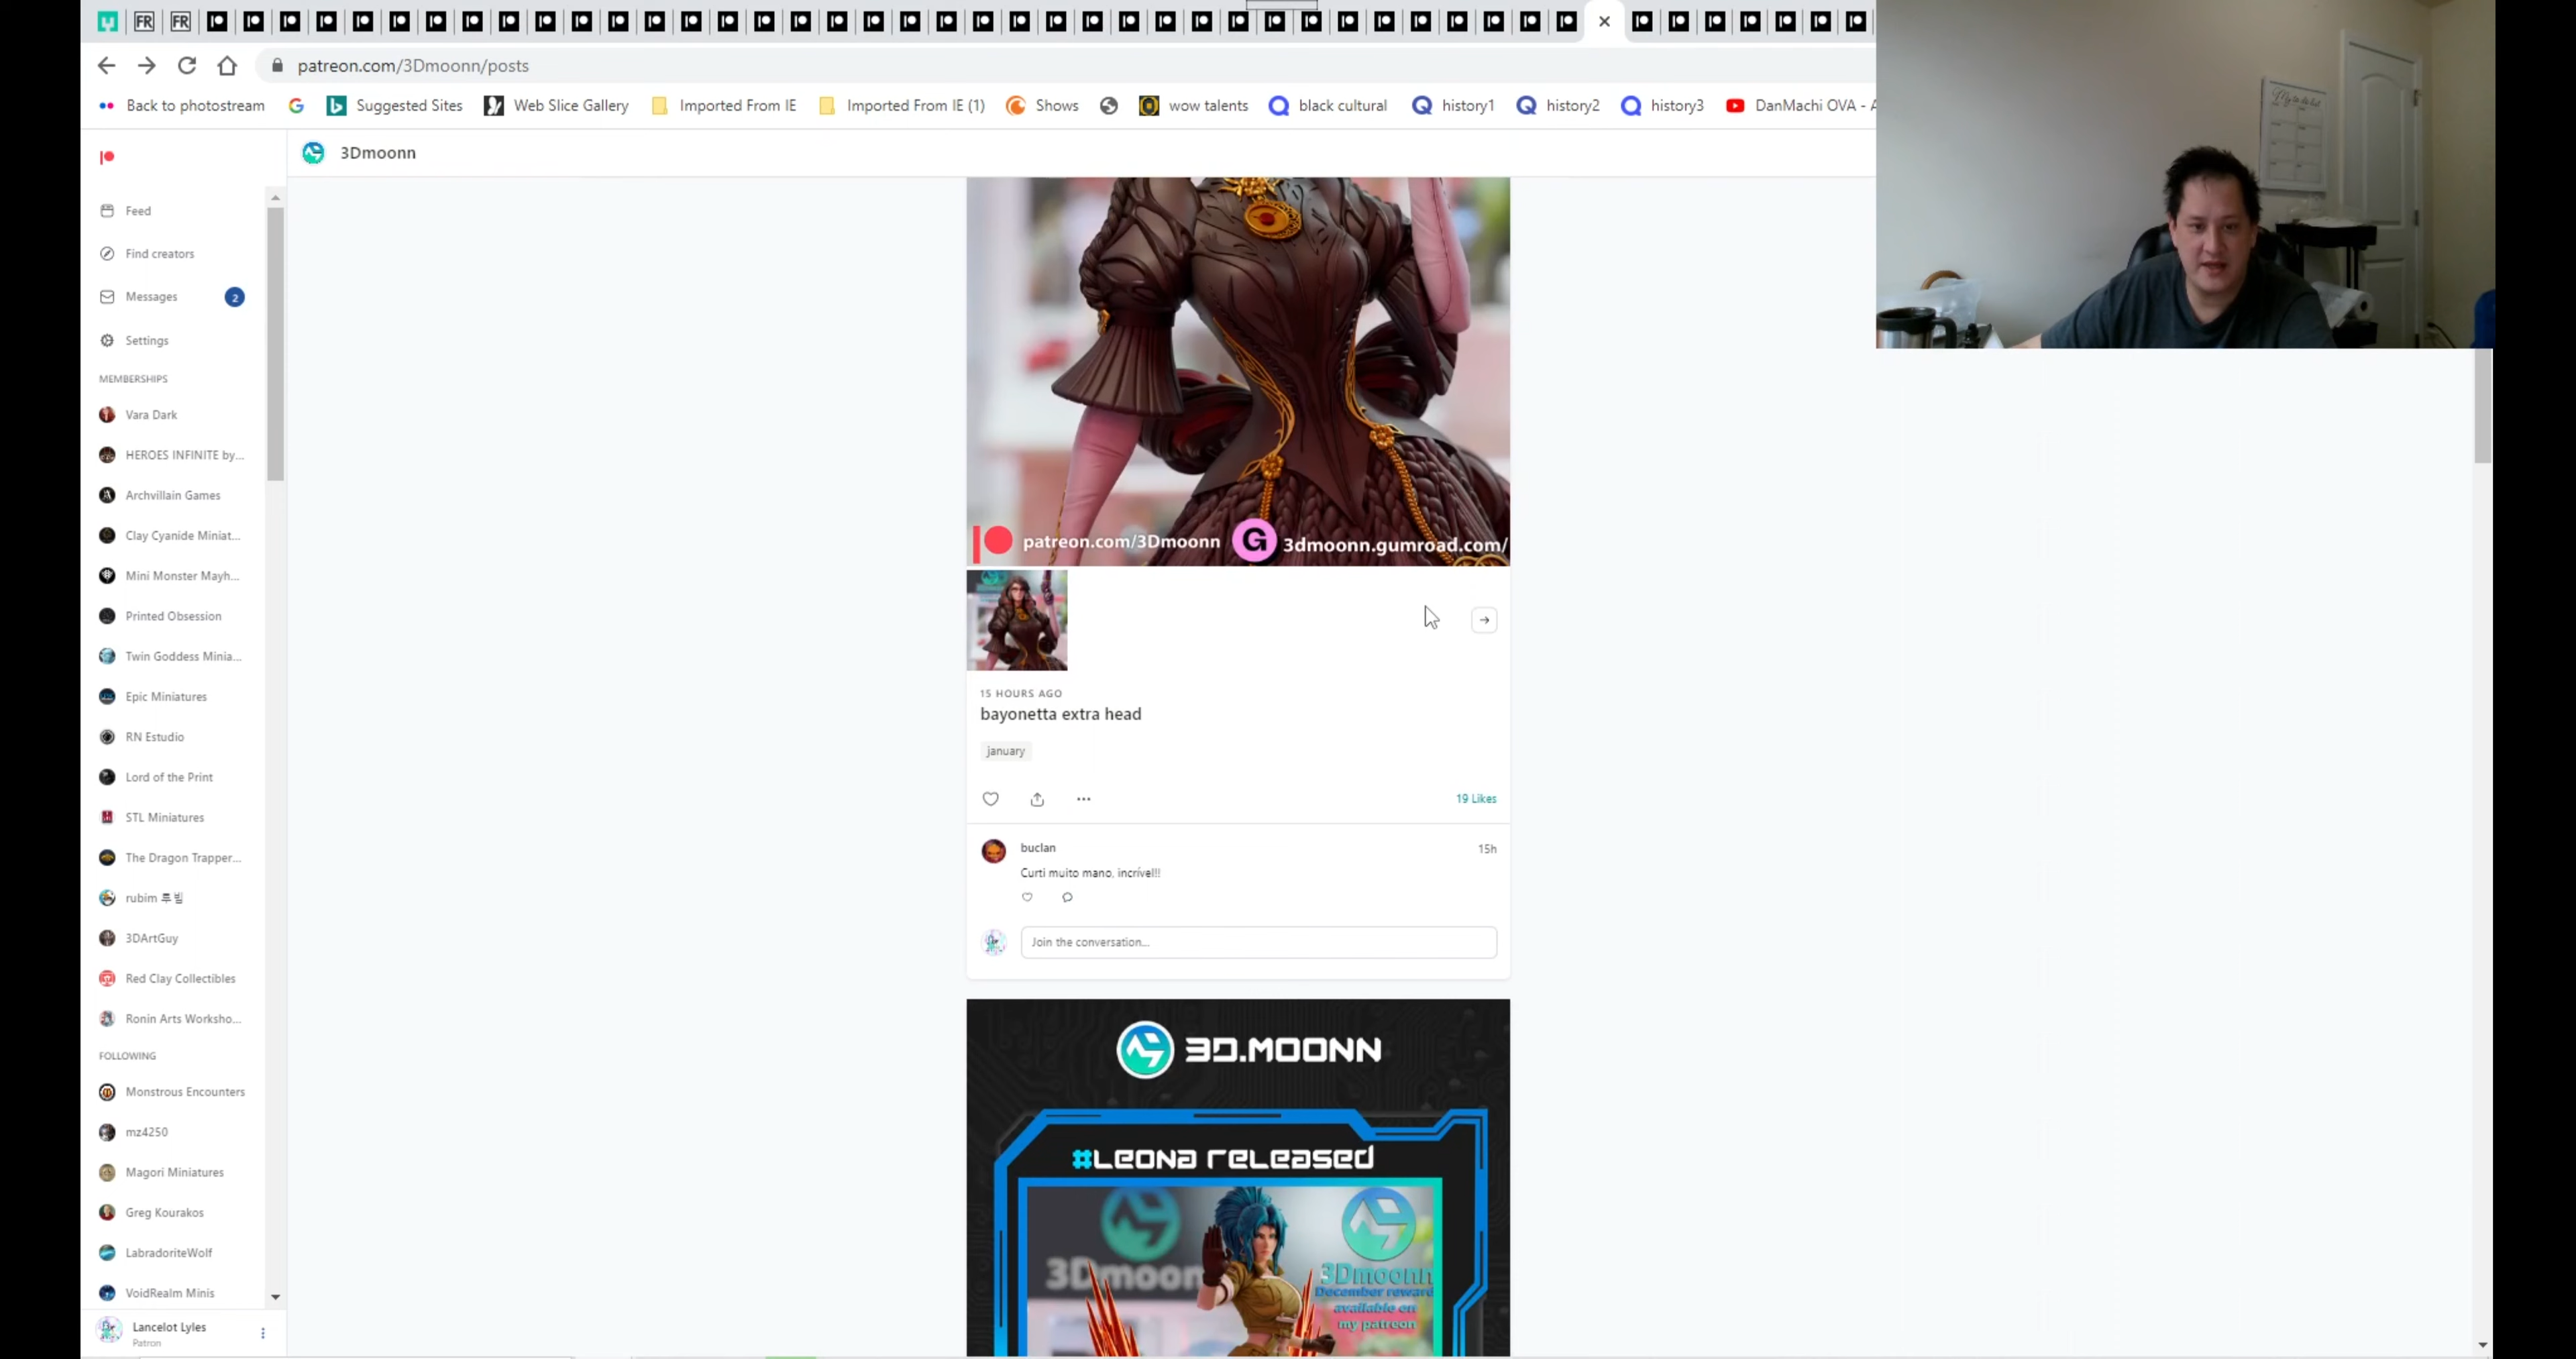 FR
FR
patreon.com/3Dmoonn/posts
Back to photostream
Suggested Sites
Web Slice Gallery
Imported From IE
Imported From IE (1)
Shows
wow talents
black cultural
history1
history2
history3
DanMachi OVA - A
3Dmoonn
Feed
Find creators
Messages
2
Settings
MEMBERSHIPS
Vara Dark
HEROES INFINITE by...
Archvillain Games
Clay Cyanide Miniat...
Mini Monster Mayh...
Printed Obsession
Twin Goddess Minia...
Epic Miniatures
RN Estudio
Lord of the Print
STL Miniatures
The Dragon Trapper...
rubim 루빔
3DArtGuy
Red Clay Collectibles
Ronin Arts Worksho...
FOLLOWING
Monstrous Encounters
mz4250
Magori Miniatures
Greg Kourakos
LabradoriteWolf
VoidRealm Minis
Lancelot Lyles
Patron
patreon.com/3Dmoonn
G
3dmoonn.gumroad.com/
15 HOURS AGO
bayonetta extra head
january
19 Likes
buclan
15h
Curti muito mano, incrível!!
Join the conversation...
3D.MOONN
#Leona released
3Dmoon
3Dmoonn
December reward
available on
my patreon